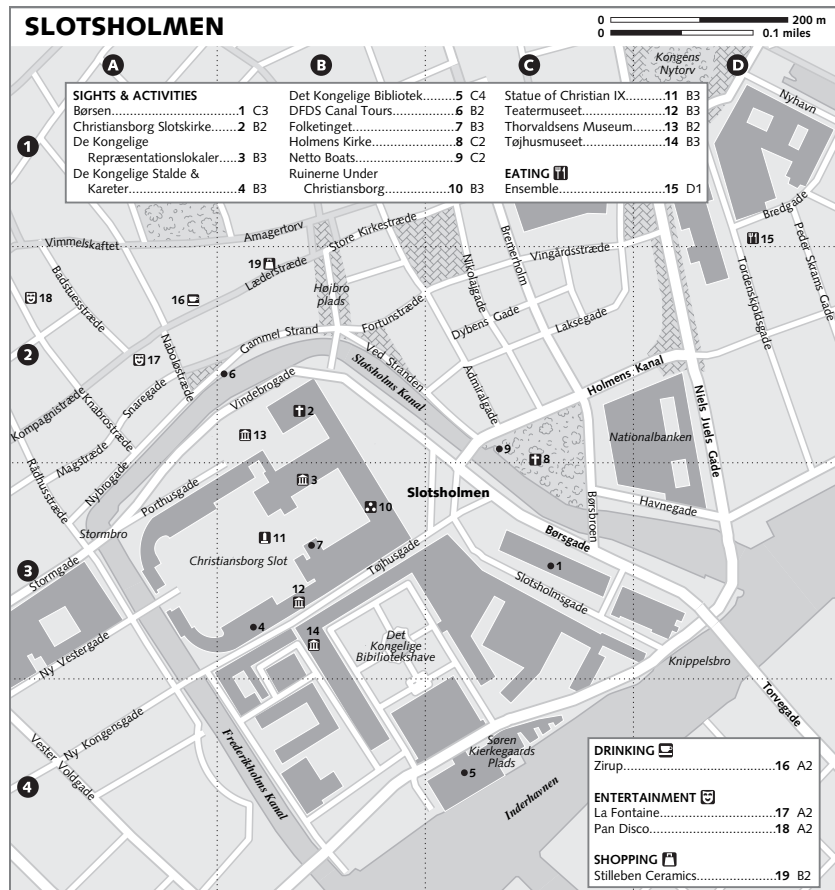 SLOTSHOLMEN
0 200 m
0 0.1 miles
A
B
C
D
1
2
3
4
SIGHTS & ACTIVITIES
Børsen 1 C3
Christiansborg Slotskirke 2 B2
De Kongelige
Repræsentationslokaler 3 B3
De Kongelige Stalde &
Kareter 4 B3
Det Kongelige Bibliotek 5 C4
DFDS Canal Tours 6 B2
Folketinget 7 B3
Holmens Kirke 8 C2
Netto Boats 9 C2
Ruinerne Under
Christiansborg 10 B3
Statue of Christian IX 11 B3
Teatermuseet 12 B3
Thorvaldsens Museum 13 B2
Tøjhusmuseet 14 B3
EATING
Ensemble 15 D1
Kongens
Nytorv
Nyhavn
Bredgade
Peder Skrams Gade
15
Tordenskjoldsgade
Vimmelskaftet
Amagertorv
Store Kirkestræde
Bremerholm
Vingårdsstræde
19
Læderstræde
Højbro
plads
Nikolajgade
Badstuestræde
18
16
Fortunstræde
Dybens Gade
Laksegade
Naboløstræde
Gammel Strand
Ved Stranden
17
6
Slotsholms Kanal
Admiralgade
Holmens Kanal
Niels Juels Gade
Kompagnistræde
Knabrostræde
Snaregade
Vindebrogade
2
13
Nationalbanken
Magstræde
Nybrogade
9
8
Rådhusstræde
Porthusgade
3
Slotsholmen
10
Børsbroen
Havnegade
Stormbro
11
7
Christiansborg Slot
Børsgade
Stormgade
Tøjhusgade
1
Slotsholmsgade
12
4
14
Det
Kongelige
Bibiliotekshave
Ny Vestergade
Knippelsbro
Torvegade
Ny Kongensgade
Vester Voldgade
Frederikholms Kanal
Søren
Kierkegaards
Plads
5
Inderhavnen
DRINKING
Zirup 16 A2
ENTERTAINMENT
La Fontaine 17 A2
Pan Disco 18 A2
SHOPPING
Stilleben Ceramics 19 B2